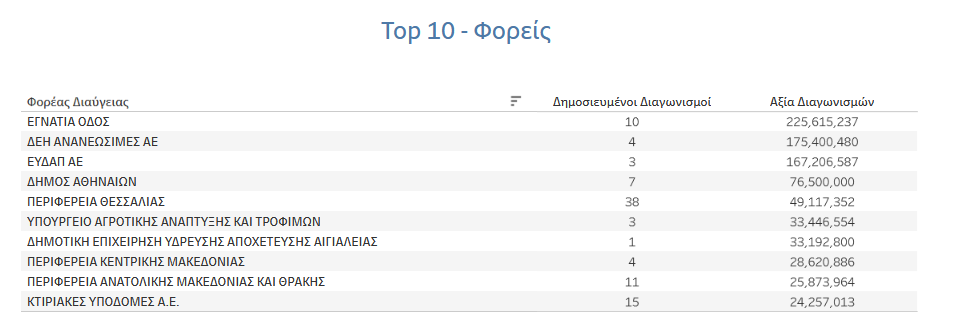 Top 10 - Φορείς
Φορέας Διαύγειας Δημοσιευμένοι Διαγωνισμοί Αξία Διαγωνισμών
ΕΓΝΑΤΙΑ ΟΔΟΣ 10 225,615,237
ΔΕΗ ΑΝΑΝΕΩΣΙΜΕΣ ΑΕ 4 175,400,480
ΕΥΔΑΠ ΑΕ 3 167,206,587
ΔΗΜΟΣ ΑΘΗΝΑΙΩΝ 7 76,500,000
ΠΕΡΙΦΕΡΕΙΑ ΘΕΣΣΑΛΙΑΣ 38 49,117,352
ΥΠΟΥΡΓΕΙΟ ΑΓΡΟΤΙΚΗΣ ΑΝΑΠΤΥΞΗΣ ΚΑΙ ΤΡΟΦΙΜΩΝ 3 33,446,554
ΔΗΜΟΤΙΚΗ ΕΠΙΧΕΙΡΗΣΗ ΥΔΡΕΥΣΗΣ ΑΠΟΧΕΤΕΥΣΗΣ ΑΙΓΙΑΛΕΙΑΣ 1 33,192,800
ΠΕΡΙΦΕΡΕΙΑ ΚΕΝΤΡΙΚΗΣ ΜΑΚΕΔΟΝΙΑΣ 4 28,620,886
ΠΕΡΙΦΕΡΕΙΑ ΑΝΑΤΟΛΙΚΗΣ ΜΑΚΕΔΟΝΙΑΣ ΚΑΙ ΘΡΑΚΗΣ 11 25,873,964
ΚΤΙΡΙΑΚΕΣ ΥΠΟΔΟΜΕΣ Α.Ε. 15 24,257,013